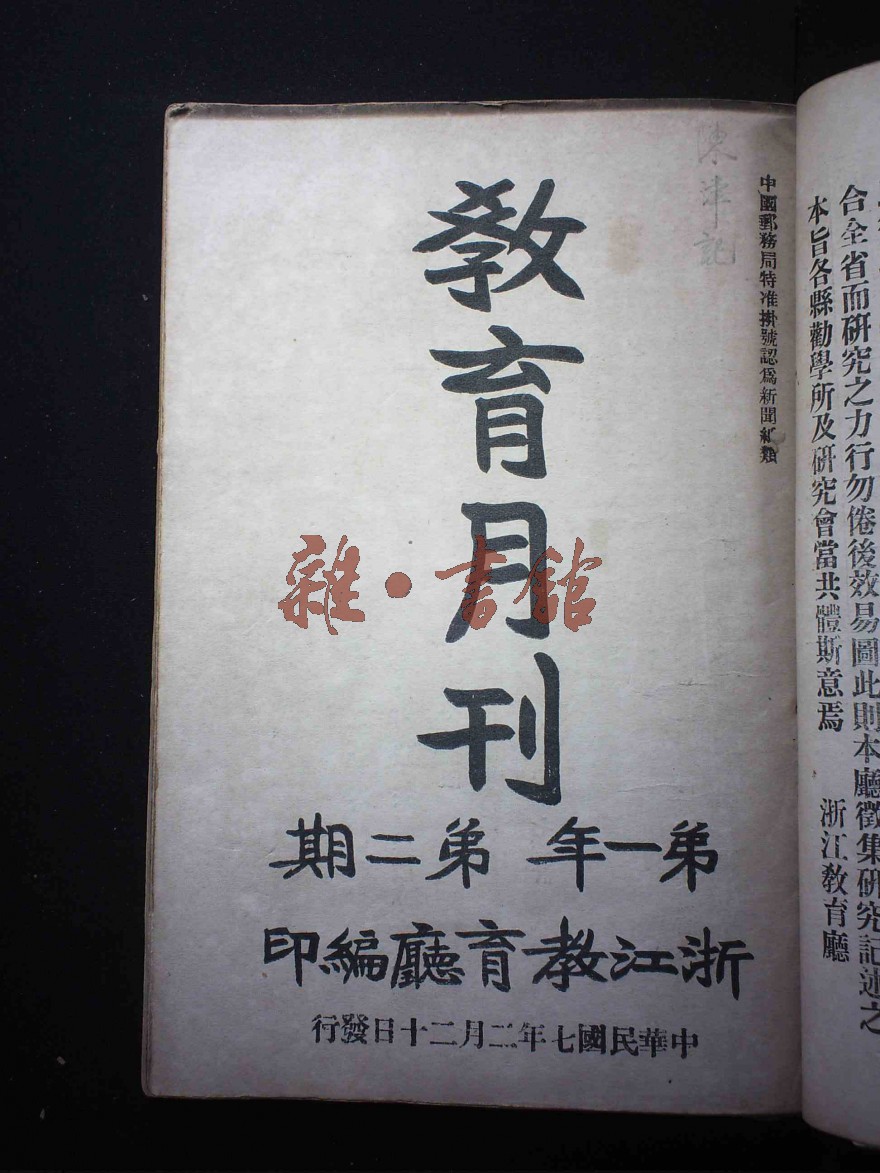 合全省而研究之力行勿倦後效易圖此則本廳徵集研究記述之
本旨各縣勸學所及研究會當共體斯意焉　浙江教育廳
中國郵務局特准掛號認爲新聞紙類
陳 記
教育月刊
雜·書館
弟一年 弟二期
浙江教育廳編印
中華民國七年二月二十日發行